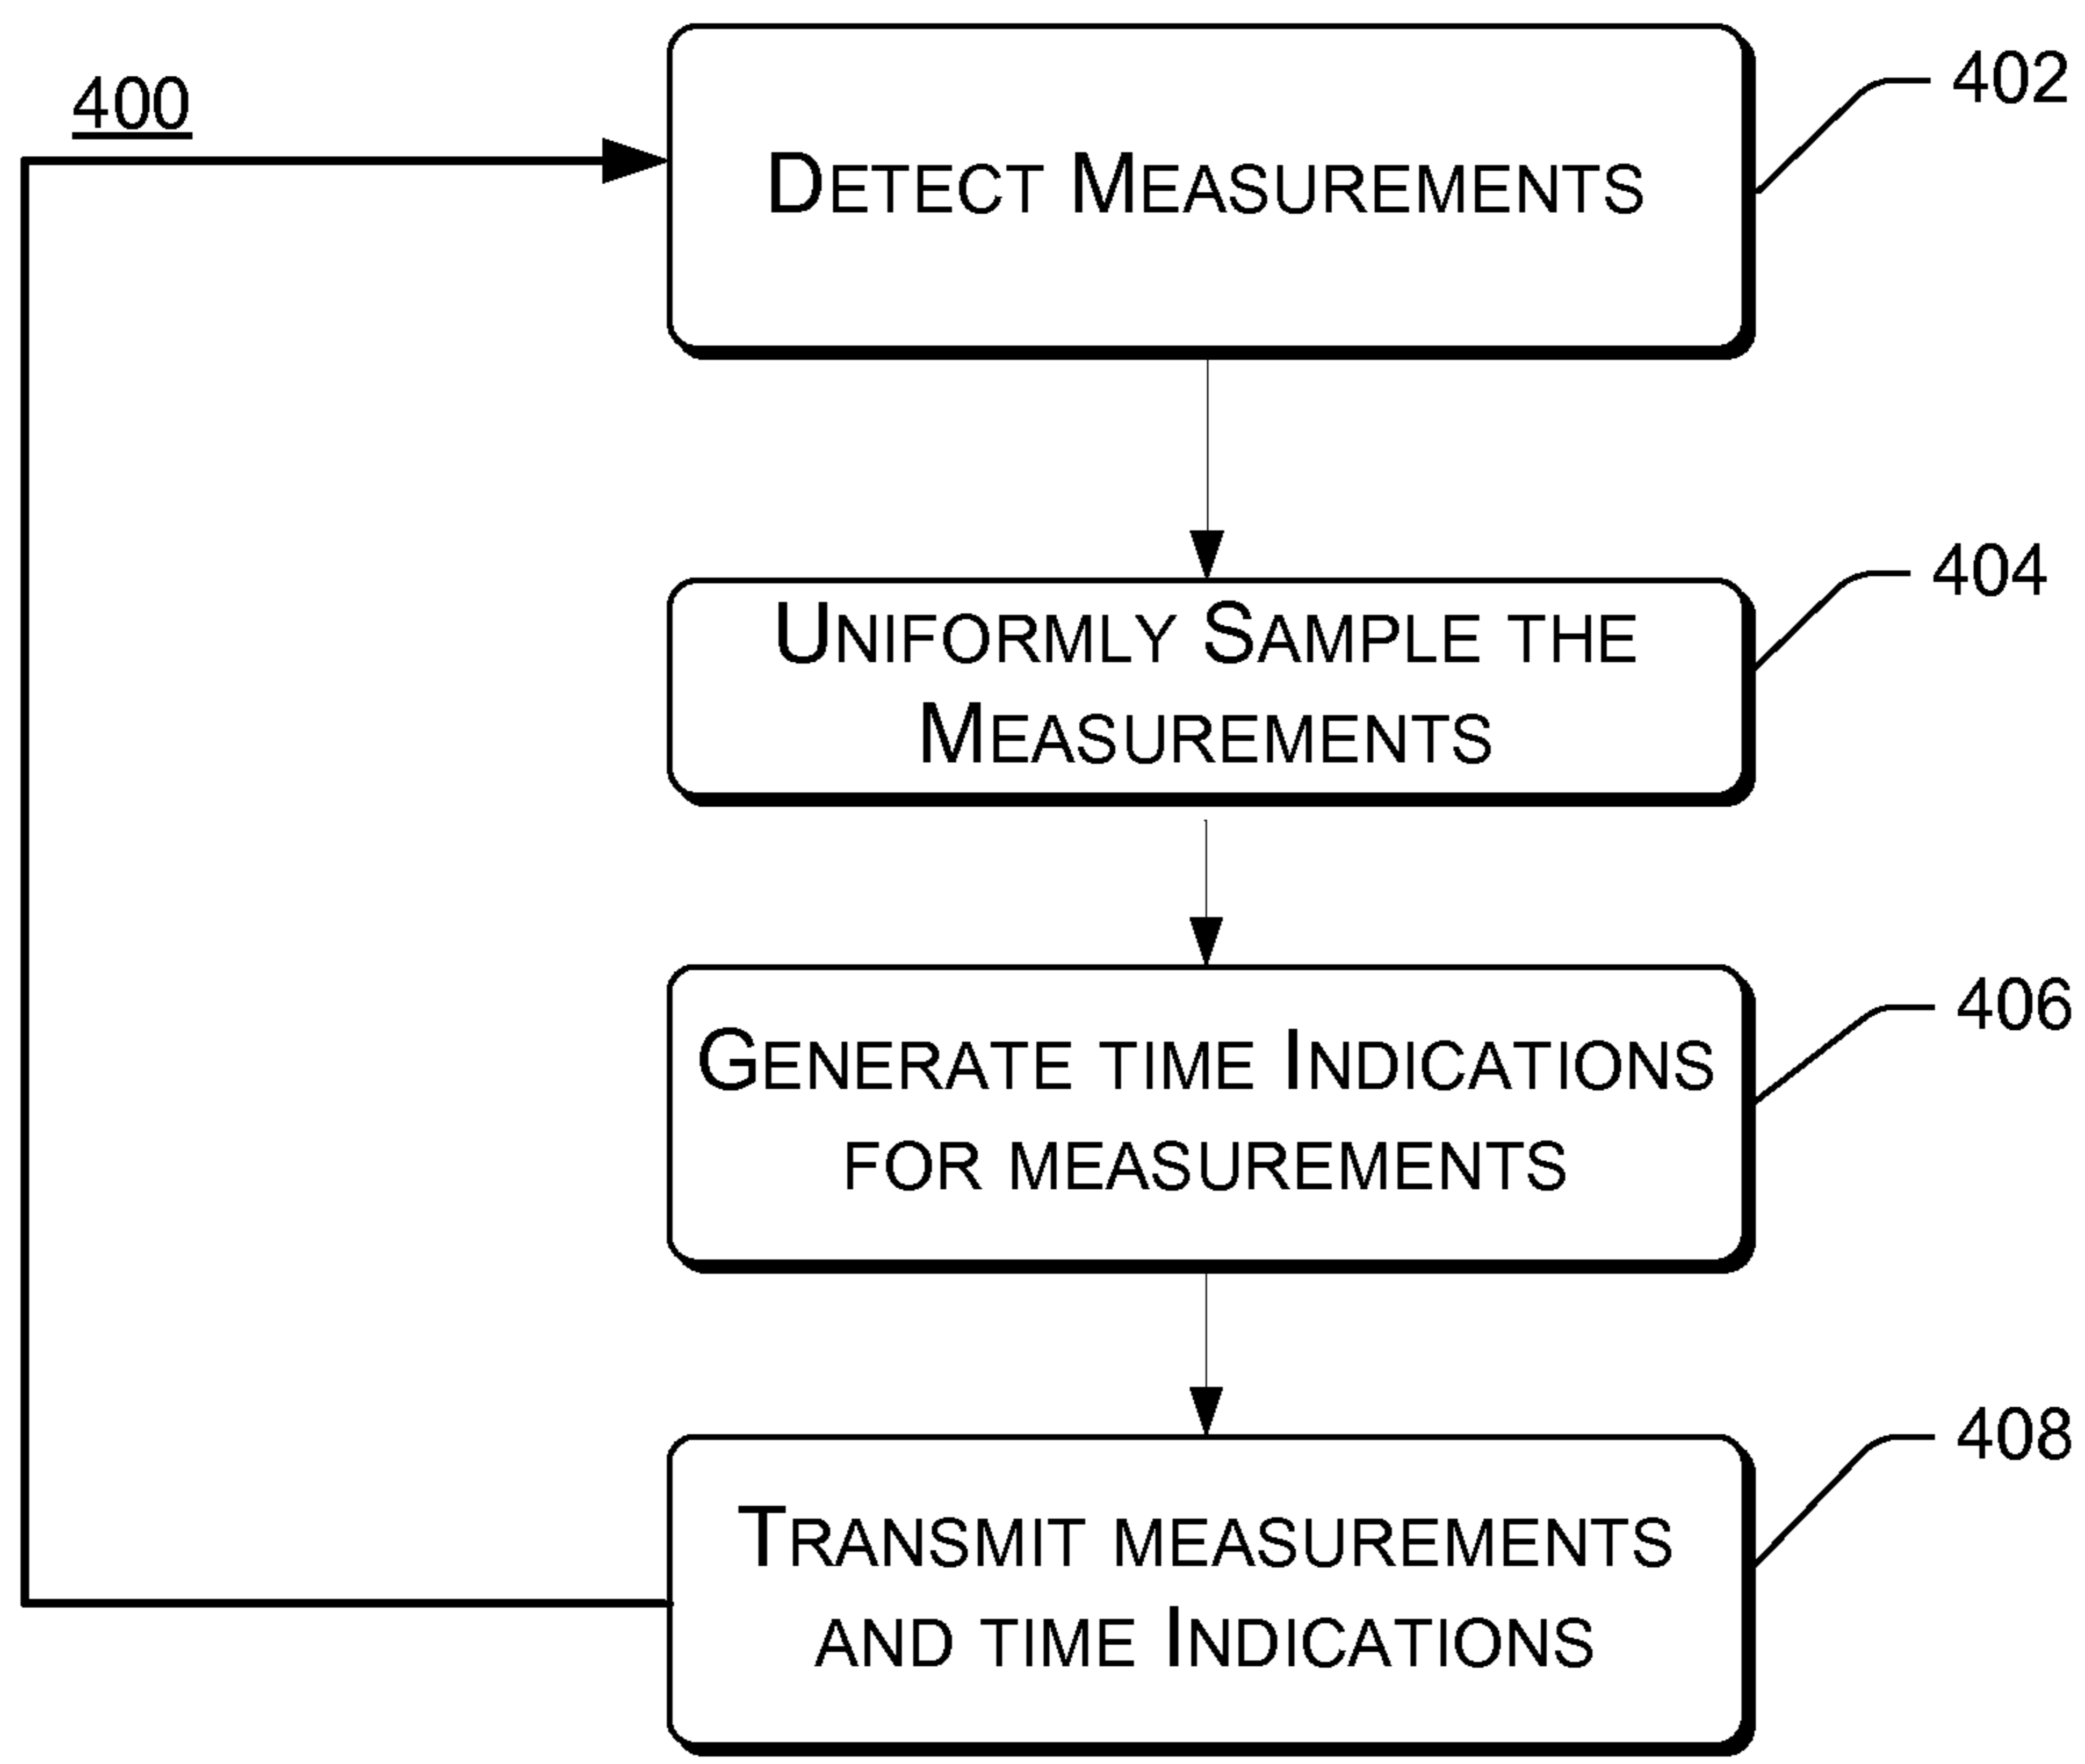 400
DETECT MEASUREMENTS
402
UNIFORMLY SAMPLE THE
MEASUREMENTS
404
GENERATE TIME INDICATIONS
FOR MEASUREMENTS
406
TRANSMIT MEASUREMENTS
AND TIME INDICATIONS
408